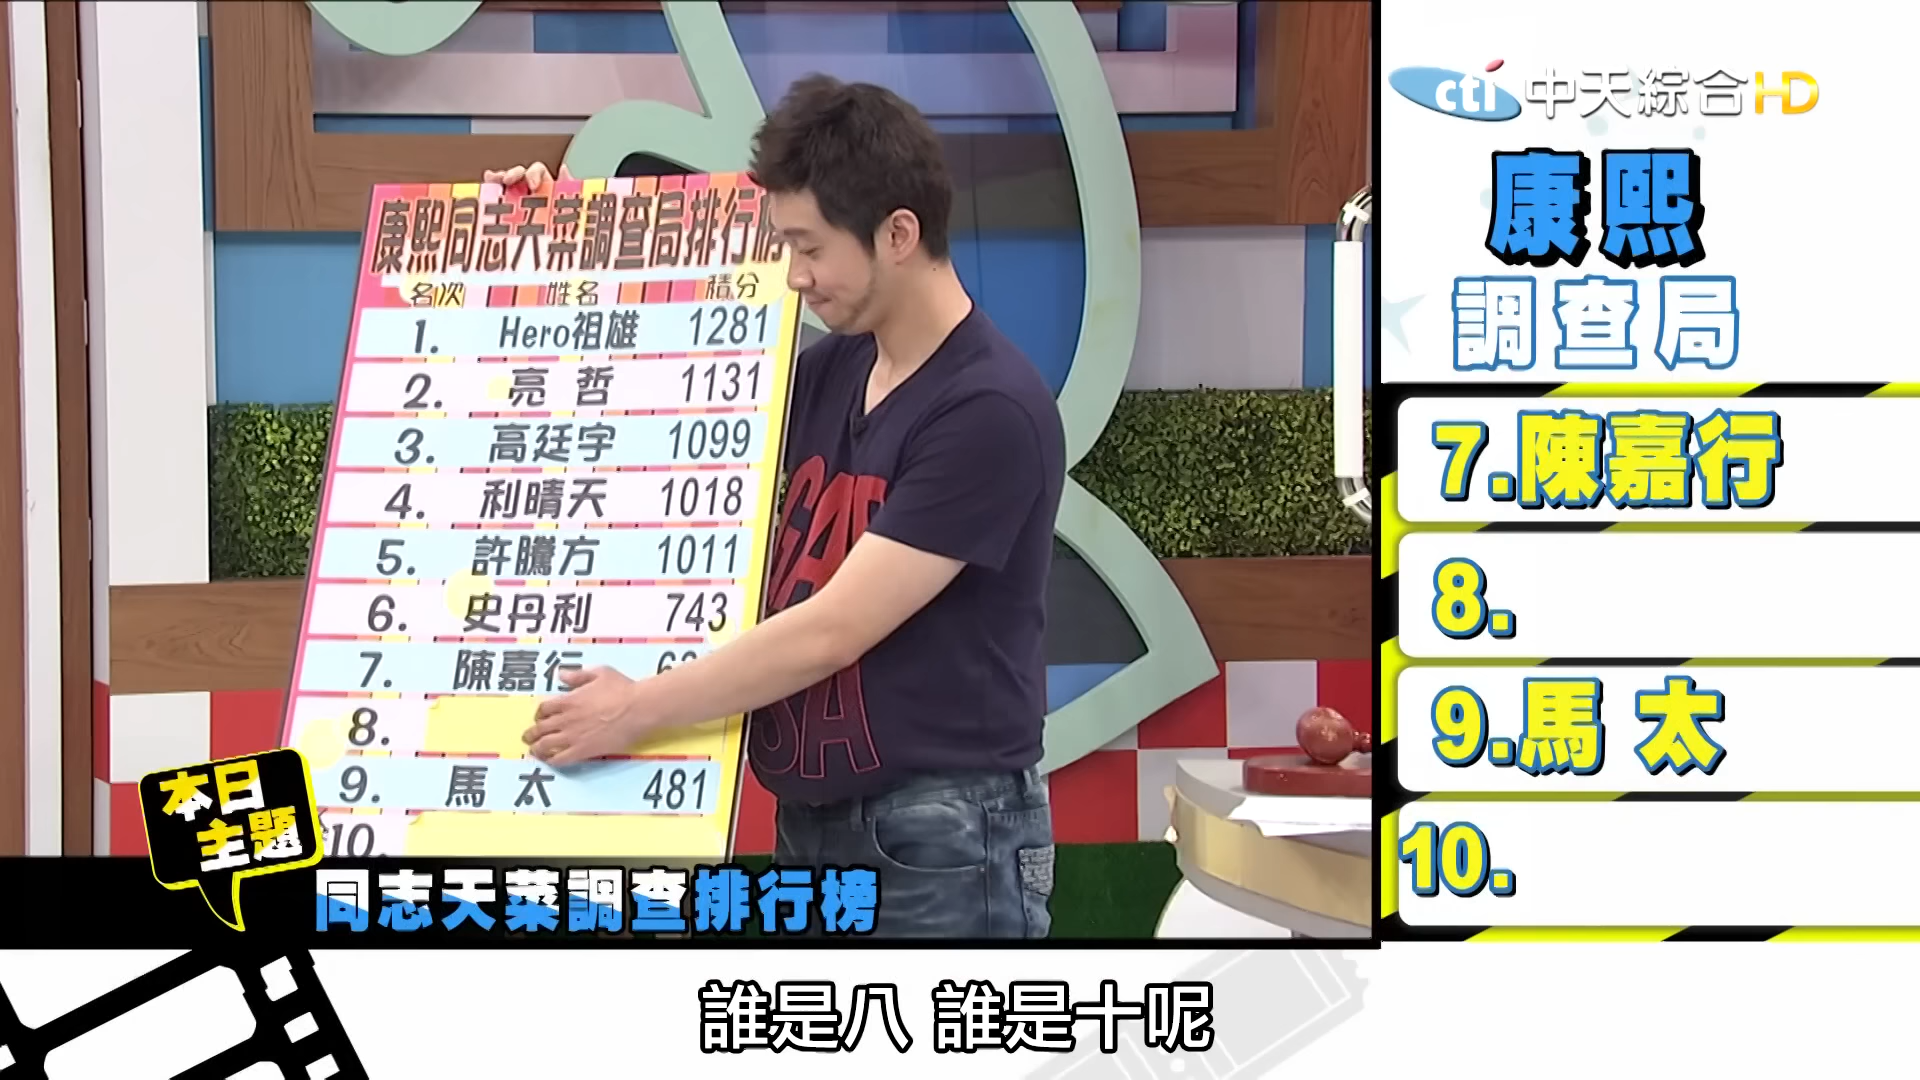 cti 中天綜合HD
康熙
調查局
7.陳嘉行
8.
9.馬太
10.
康熙同志天菜調查局排行榜
名次 姓名 積分
1. Hero祖雄 1281
2. 亮哲 1131
3. 高廷宇 1099
4. 利晴天 1018
5. 許騰方 1011
6. 史丹利 743
7. 陳嘉行
8.
9. 馬太 481
10.
本日
主題
同志天菜調查排行榜
誰是八 誰是十呢